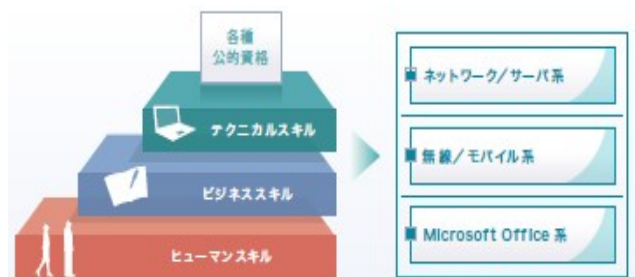 各種
公的資格
テクニカルスキル
ビジネススキル
ヒューマンスキル
ネットワーク/サーバ系
無線/モバイル系
Microsoft Office 系